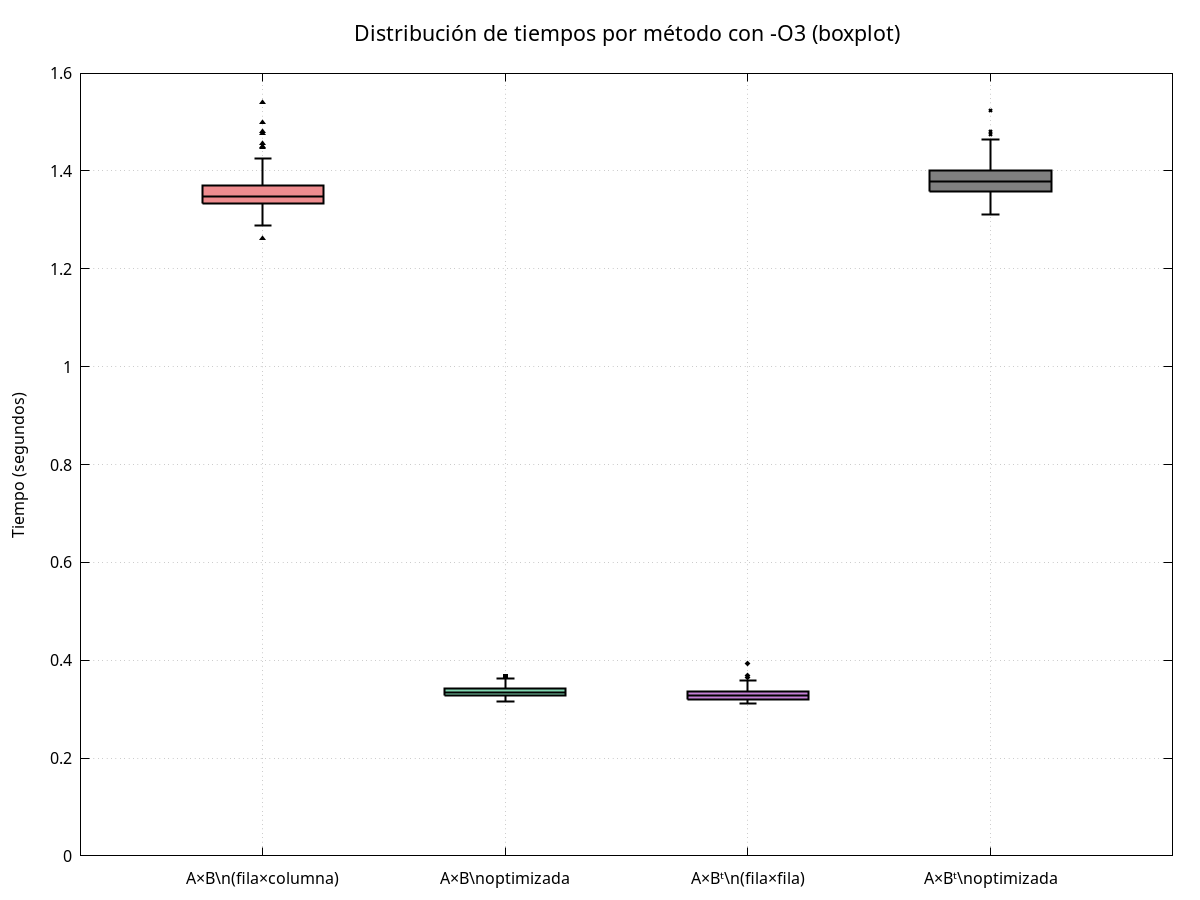 Distribución de tiempos por método con -O3 (boxplot)
Tiempo (segundos)
1.6
1.4
1.2
1
0.8
0.6
0.4
0.2
0
A×B\n(fila×columna)
A×B\noptimizada
A×Bᵗ\n(fila×fila)
A×Bᵗ\noptimizada